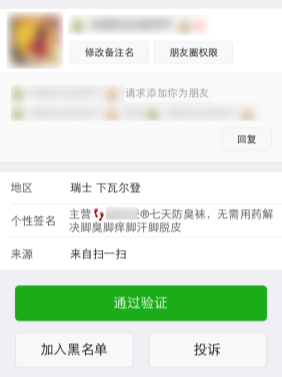 修改备注名 朋友圈权限
请求添加你为朋友
回复
地区 瑞士 下瓦尔登
个性签名 主营👣®七天防臭袜，无需用药解
决脚臭脚痒脚汗脚脱皮
来源 来自扫一扫
通过验证
加入黑名单 投诉